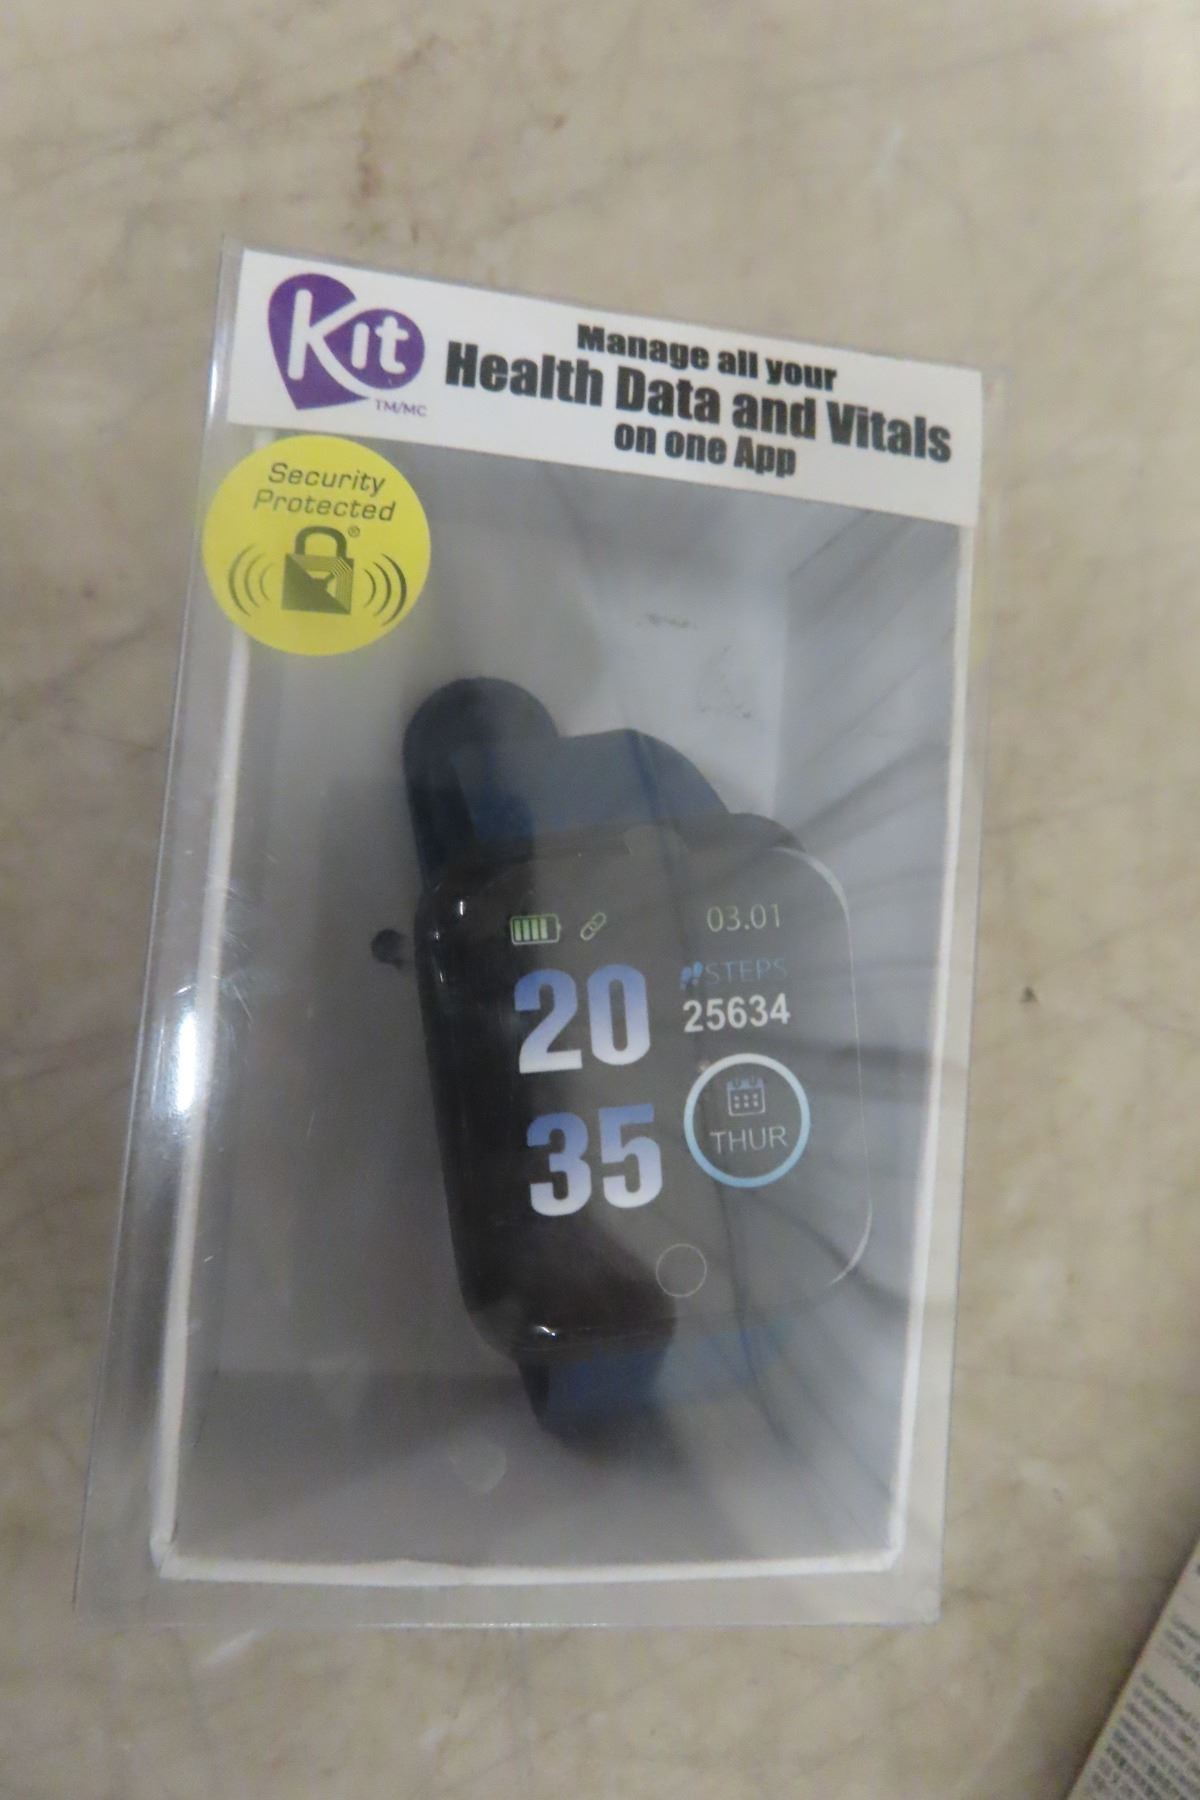 Kit
TM/MC
Manage all your
Health Data and Vitals
on one App
Security
Protected
®
03.01
STEPS
25634
20
35
THUR